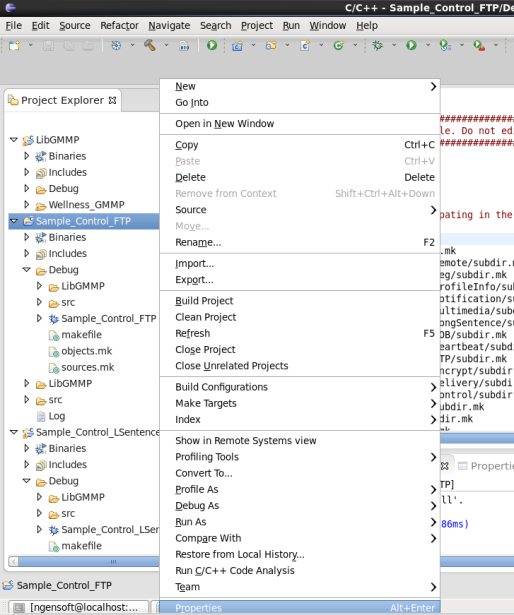 C/C++ - Sample_Control_FTP/De
File Edit Source Refactor Navigate Search Project Run Window Help
Project Explorer
LibGMMP
Binaries
Includes
Debug
Wellness_GMMP
Sample_Control_FTP
Binaries
Includes
Debug
LibGMMP
src
Sample_Control_FTP
makefile
objects.mk
sources.mk
LibGMMP
src
Log
Sample_Control_LSentence
Binaries
Includes
Debug
LibGMMP
src
Sample_Control_LSer
makefile
New
Go Into
Open in New Window
Copy Ctrl+C
Paste Ctrl+V
Delete Delete
Remove from Context Shift+Ctrl+Alt+Down
Source
Move...
Rename... F2
Import...
Export...
Build Project
Clean Project
Refresh F5
Close Project
Close Unrelated Projects
Build Configurations
Make Targets
Index
Show in Remote Systems view
Profiling Tools
Convert To...
Profile As
Debug As
Run As
Compare With
Restore from Local History...
Run C/C++ Code Analysis
Team
Properties Alt+Enter
############
le. Do not edi
############
pating in the
.mk
emote/subdir.m
eg/subdir.mk
rofileInfo/sub
otification/su
ultimedia/subd
ongSentence/su
DB/subdir.mk
eartbeat/subdi
TP/subdir.mk
ncrypt/subdir
elivery/subdir
ontrol/subdir
ubdir.mk
dir.mk
.mk
Propertie
TP]
ll'.
86ms)
Sample_Control_FTP
[ngensoft@localhost:...